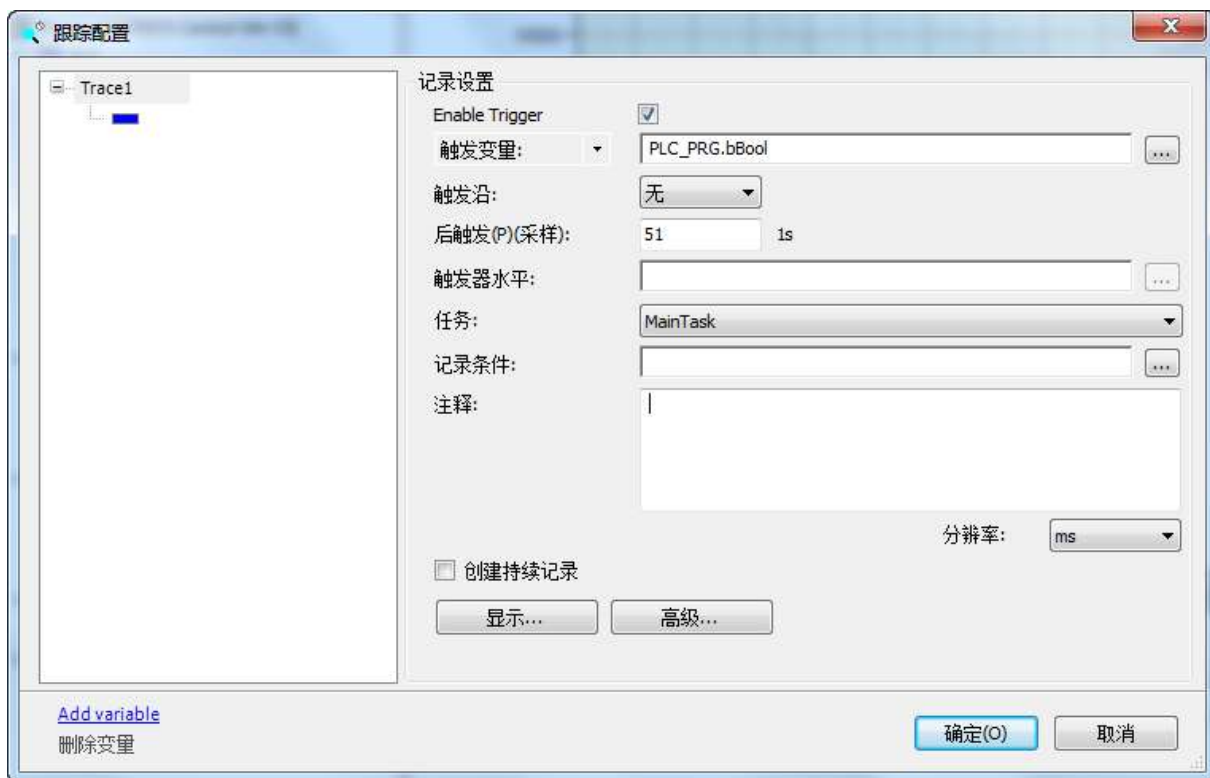 跟踪配置
Trace1
记录设置
Enable Trigger
触发变量:
PLC_PRG.bBool
...
触发沿:
无
后触发(P)(采样):
51
1s
触发器水平:
...
任务:
MainTask
记录条件:
...
注释:
分辨率:
ms
创建持续记录
显示...
高级...
Add variable
删除变量
确定(O)
取消